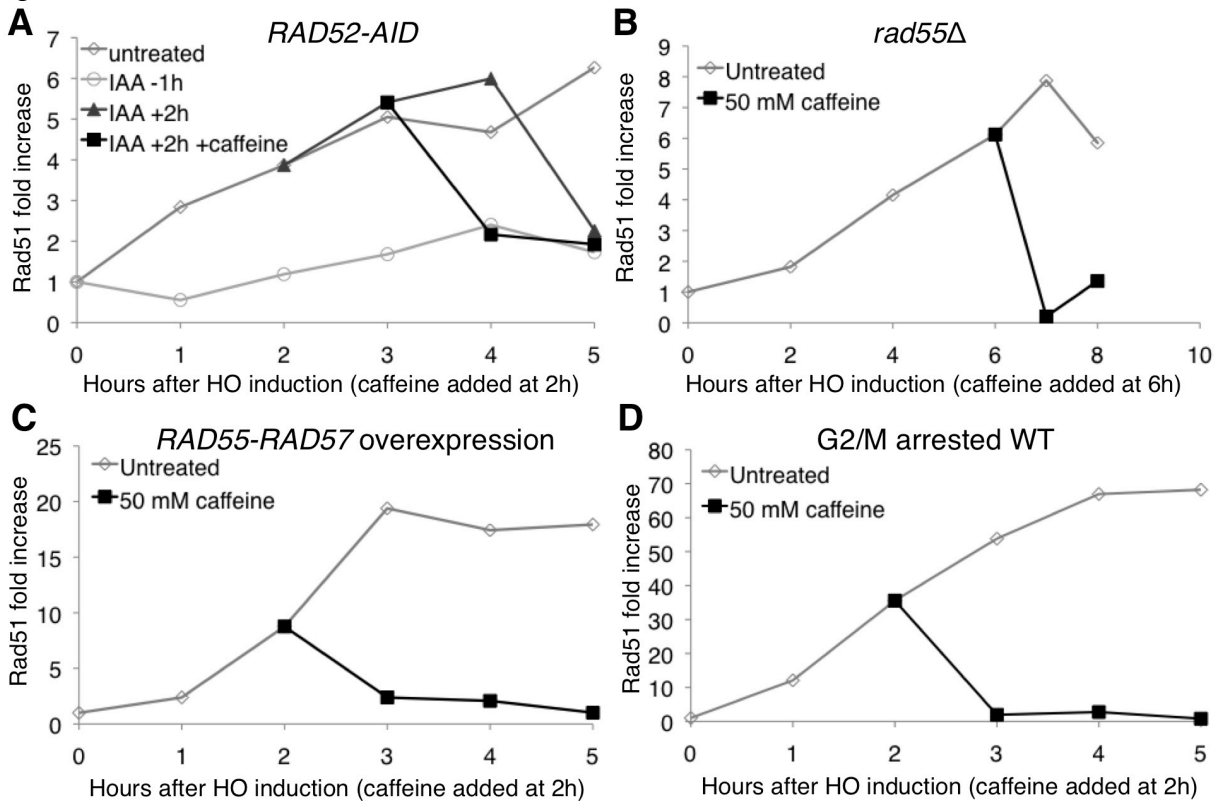 A
RAD52-AID
Rad51 fold increase
7
6
5
4
3
2
1
0
untreated
IAA -1h
IAA +2h
IAA +2h +caffeine
0 1 2 3 4 5
Hours after HO induction (caffeine added at 2h)
B
rad55Δ
Rad51 fold increase
9
8
7
6
5
4
3
2
1
0
Untreated
50 mM caffeine
0 2 4 6 8 10
Hours after HO induction (caffeine added at 6h)
C
RAD55-RAD57 overexpression
Rad51 fold increase
25
20
15
10
5
0
Untreated
50 mM caffeine
0 1 2 3 4 5
Hours after HO induction (caffeine added at 2h)
D
G2/M arrested WT
Rad51 fold increase
80
70
60
50
40
30
20
10
0
Untreated
50 mM caffeine
0 1 2 3 4 5
Hours after HO induction (caffeine added at 2h)